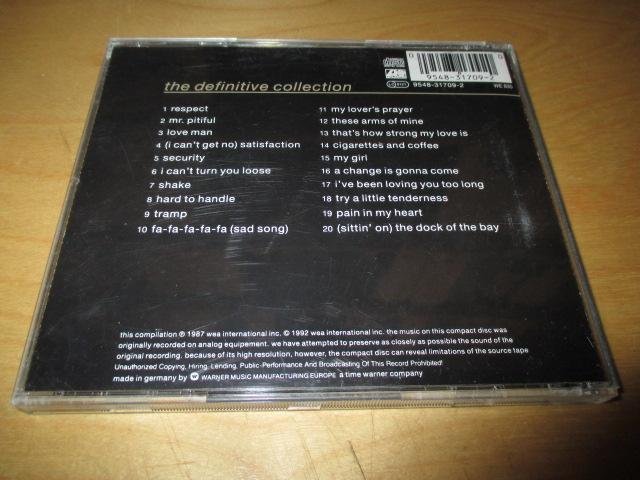 the definitive collection
9548-31709-2
9548-31709-2
WE 835
1 respect
2 mr. pitiful
3 love man
4 (i can't get no) satisfaction
5 security
6 i can't turn you loose
7 shake
8 hard to handle
9 tramp
10 fa-fa-fa-fa-fa (sad song)
11 my lover's prayer
12 these arms of mine
13 that's how strong my love is
14 cigarettes and coffee
15 my girl
16 a change is gonna come
17 i've been loving you too long
18 try a little tenderness
19 pain in my heart
20 (sittin' on) the dock of the bay
this compilation ℗ 1987 wea international inc. © 1992 wea international inc. the music on this compact disc was
originally recorded on analog equipement. we have attempted to preserve as closely as possible the sound of the
original recording. because of its high resolution, however, the compact disc can reveal limitations of the source tape
Unauthorized Copying, Hiring, Lending, Public-Performance And Broadcasting Of This Record Prohibited!
made in germany by WARNER MUSIC MANUFACTURING EUROPE a time warner company